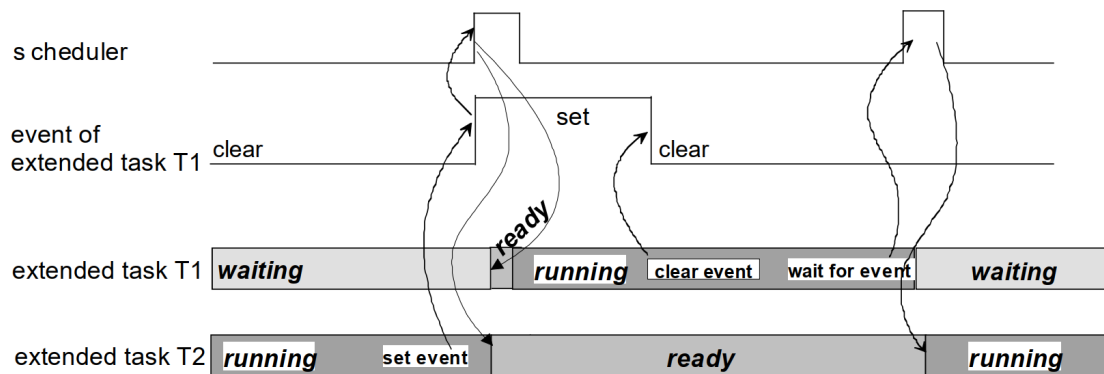 s cheduler
set
event of
extended task T1
clear
clear
ready
extended task T1
waiting
running
clear event
wait for event
waiting
extended task T2
running
set event
ready
running